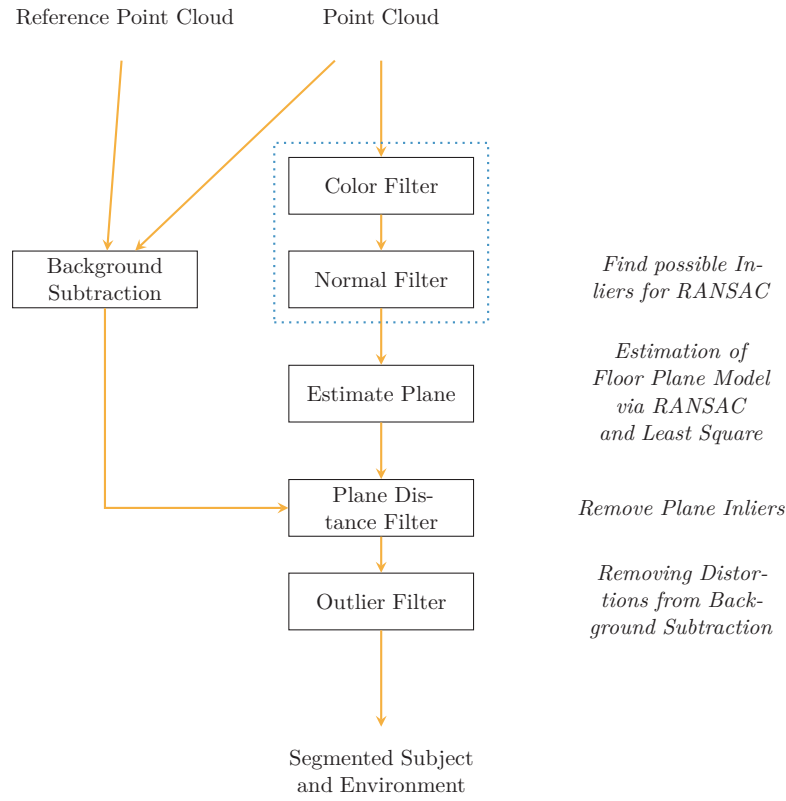 Reference Point Cloud
Point Cloud
Color Filter
Background
Subtraction
Normal Filter
Find possible In-
liers for RANSAC
Estimate Plane
Estimation of
Floor Plane Model
via RANSAC
and Least Square
Plane Dis-
tance Filter
Remove Plane Inliers
Outlier Filter
Removing Distor-
tions from Back-
ground Subtraction
Segmented Subject
and Environment